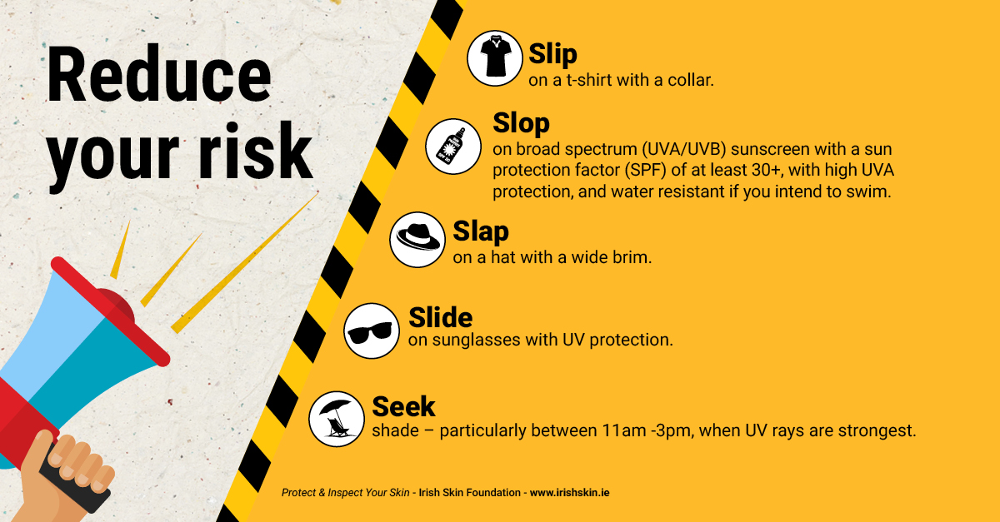 Reduce
your risk
Slip
on a t-shirt with a collar.
Slop
on broad spectrum (UVA/UVB) sunscreen with a sun
protection factor (SPF) of at least 30+, with high UVA
protection, and water resistant if you intend to swim.
SPF 30
Slap
on a hat with a wide brim.
Slide
on sunglasses with UV protection.
Seek
shade – particularly between 11am -3pm, when UV rays are strongest.
Protect & Inspect Your Skin - Irish Skin Foundation - www.irishskin.ie